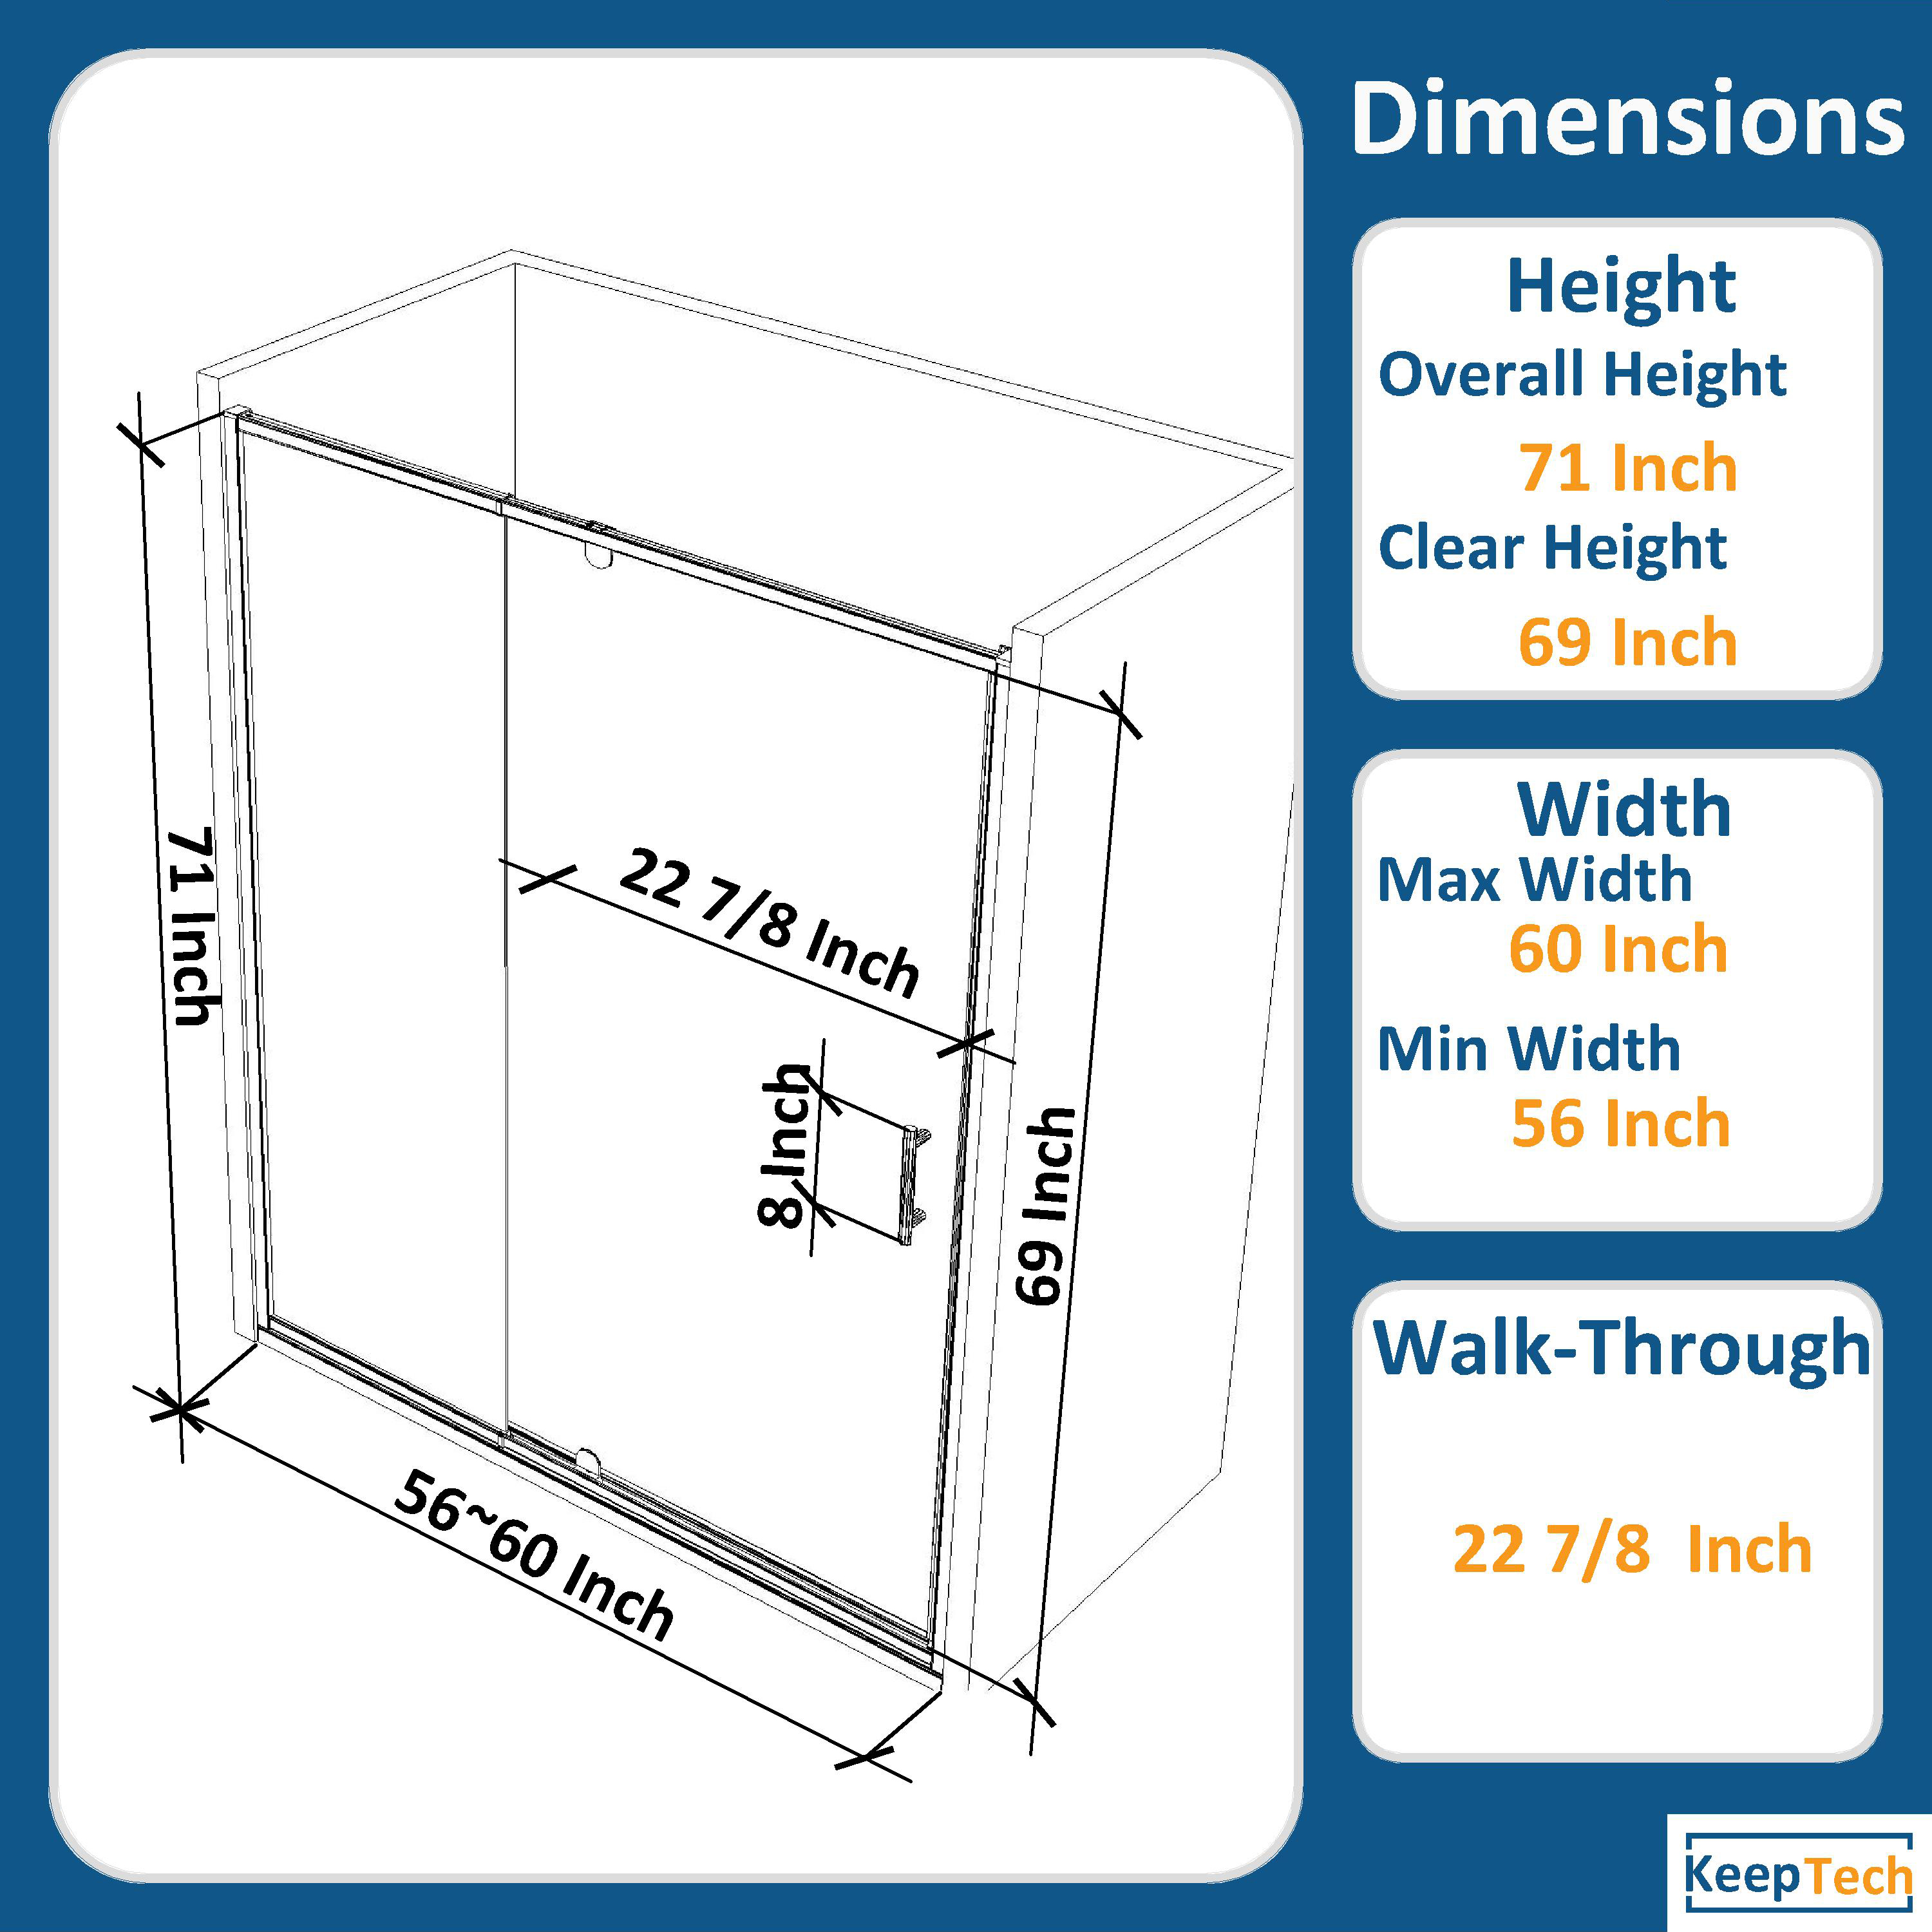 Dimensions
Height
Overall Height
71 Inch
Clear Height
69 Inch
Width
Max Width
60 Inch
Min Width
56 Inch
Walk-Through
22 7/8 Inch
71 Inch
22 7/8 Inch
8 Inch
69 Inch
56~60 Inch
KeepTech